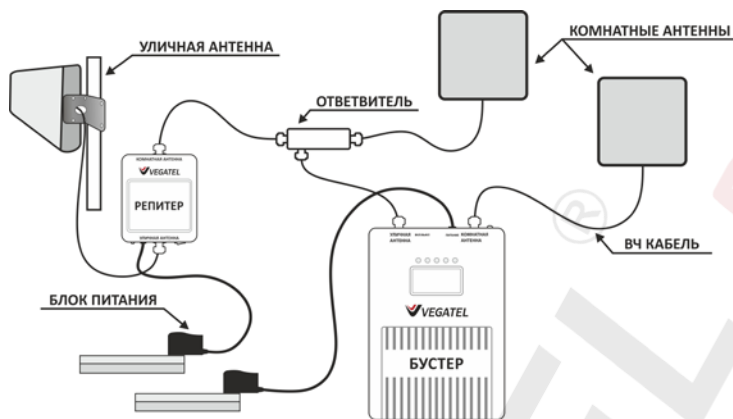 УЛИЧНАЯ АНТЕННА
КОМНАТНЫЕ АНТЕННЫ
ОТВЕТВИТЕЛЬ
КОМНАТНАЯ АНТЕННА
VEGATEL
РЕПИТЕР
УЛИЧНАЯ АНТЕННА
УЛИЧНАЯ
АНТЕННА
КОМНАТНАЯ
АНТЕННА
ВЧ КАБЕЛЬ
®
БЛОК ПИТАНИЯ
VEGATEL
БУСТЕР